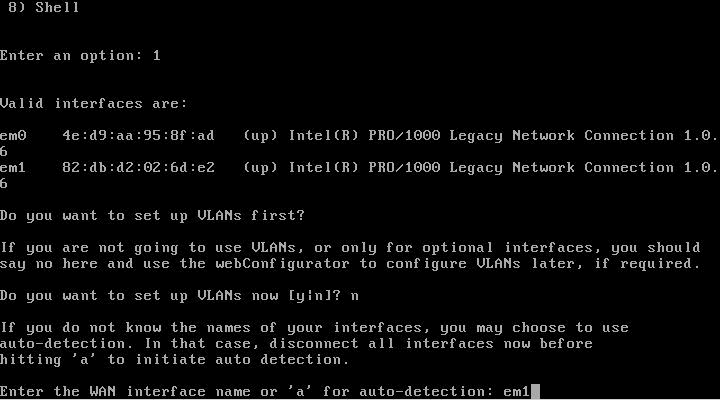 8) Shell
Enter an option: 1
Valid interfaces are:
em0    4e:d9:aa:95:8f:ad   (up) Intel(R) PRO/1000 Legacy Network Connection 1.0.
6
em1    82:db:d2:02:6d:e2   (up) Intel(R) PRO/1000 Legacy Network Connection 1.0.
6
Do you want to set up VLANs first?
If you are not going to use VLANs, or only for optional interfaces, you should
say no here and use the webConfigurator to configure VLANs later, if required.
Do you want to set up VLANs now [y|n]? n
If you do not know the names of your interfaces, you may choose to use
auto-detection. In that case, disconnect all interfaces now before
hitting 'a' to initiate auto detection.
Enter the WAN interface name or 'a' for auto-detection: em1